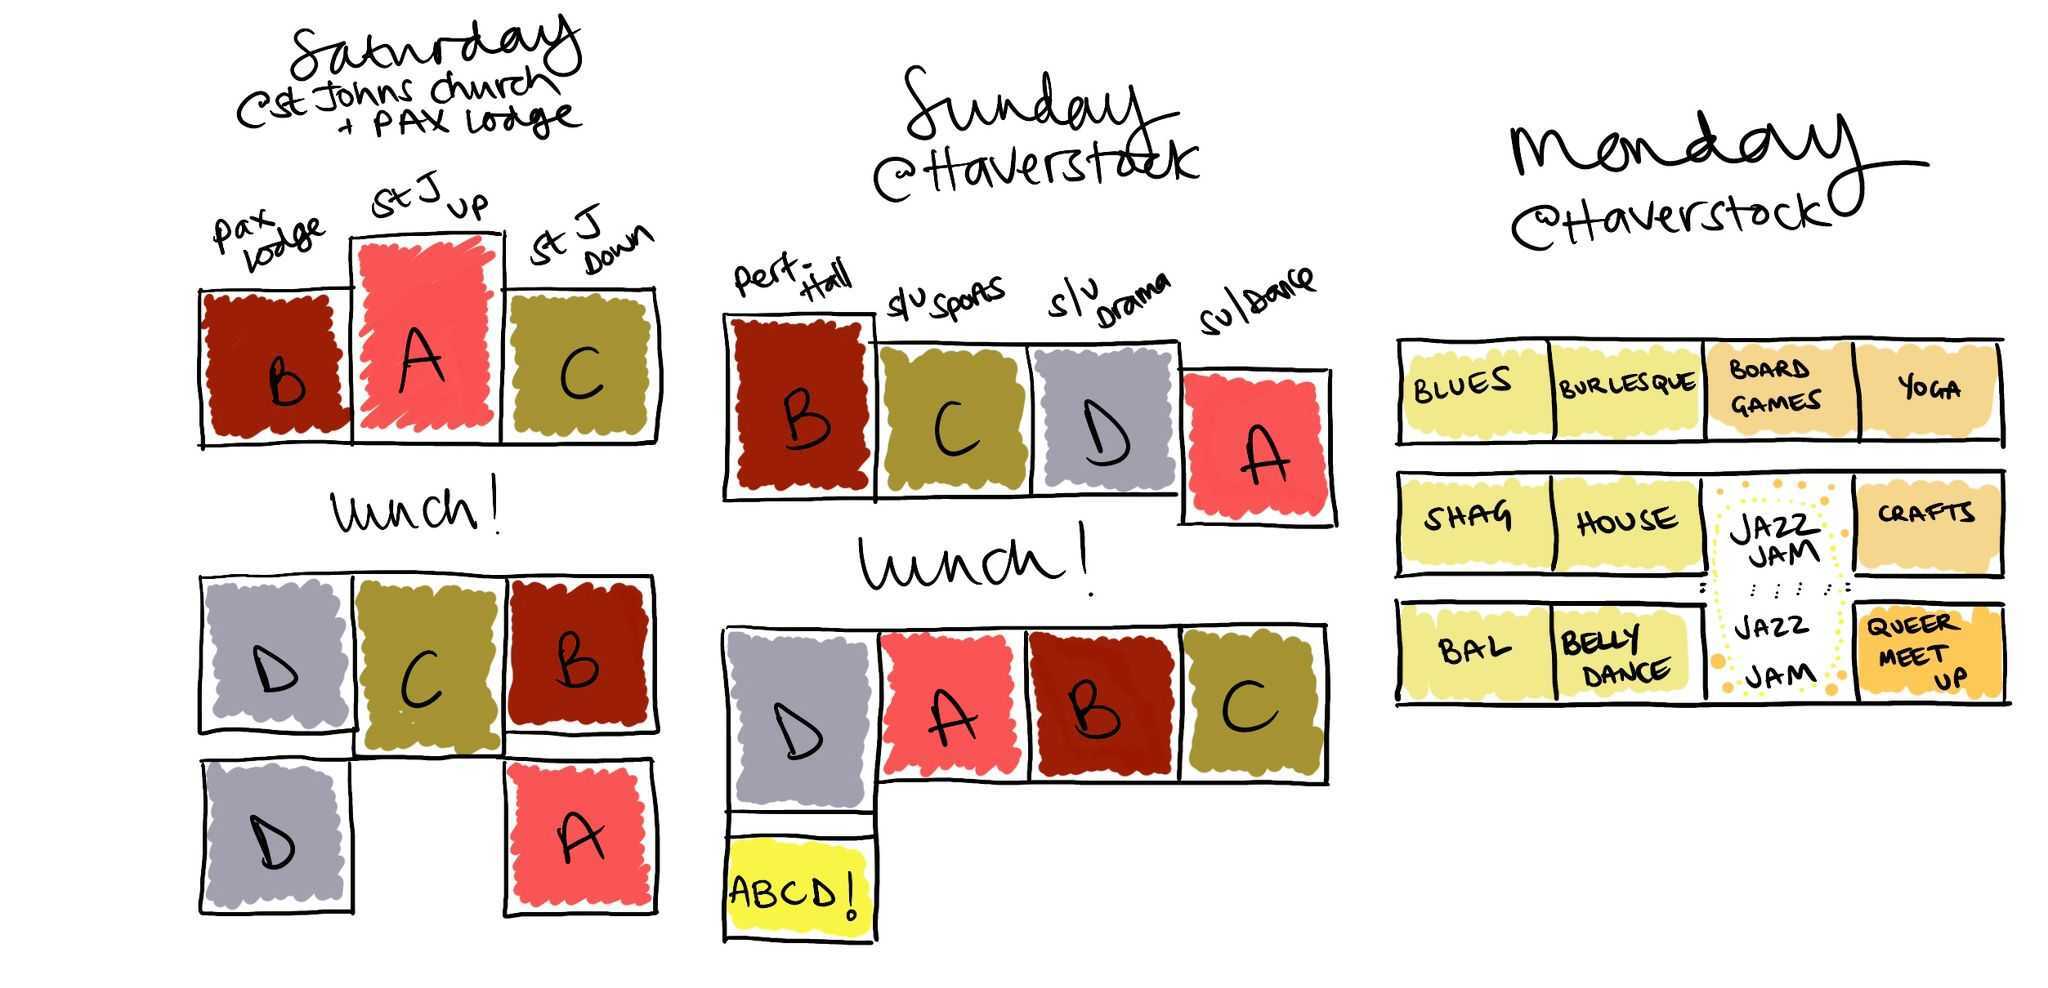 Saturday
@St Johns church
+ PAX Lodge
Pax
Lodge
St J
UP
St J
Down
B
A
C
lunch!
D
C
B
D
A
Sunday
@Haverstock
Perf.
Hall
S/U Sports
S/U
Drama
SU/Dance
B
C
D
A
lunch!
D
A
B
C
ABCD!
Monday
@Haverstock
BLUES
BURLESQUE
BOARD
GAMES
YOGA
SHAG
HOUSE
JAZZ
JAM
CRAFTS
BAL
BELLY
DANCE
JAZZ
JAM
QUEER
MEET
UP